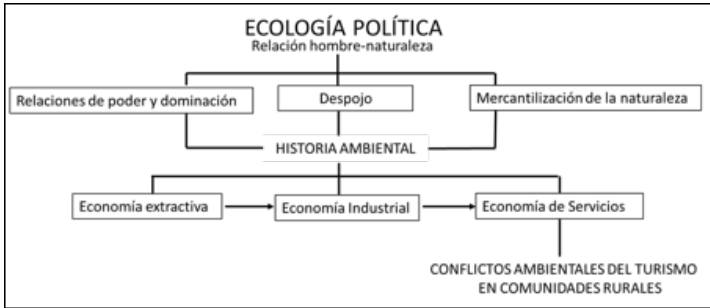 ECOLOGÍA POLÍTICA
Relación hombre-naturaleza
Relaciones de poder y dominación
Despojo
Mercantilización de la naturaleza
HISTORIA AMBIENTAL
Economía extractiva
Economía Industrial
Economía de Servicios
CONFLICTOS AMBIENTALES DEL TURISMO
EN COMUNIDADES RURALES